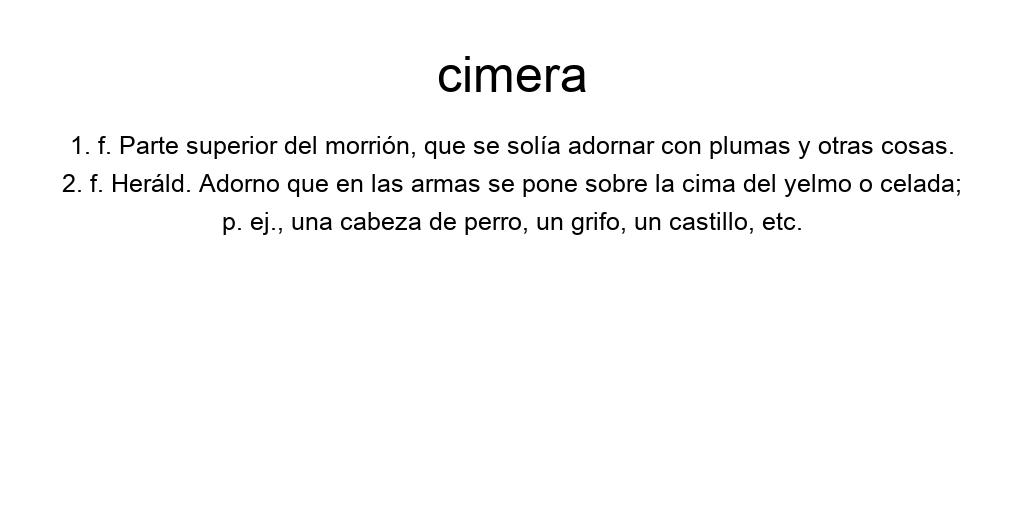 cimera
1. f. Parte superior del morrión, que se solía adornar con plumas y otras cosas.
2. f. Heráld. Adorno que en las armas se pone sobre la cima del yelmo o celada;
p. ej., una cabeza de perro, un grifo, un castillo, etc.